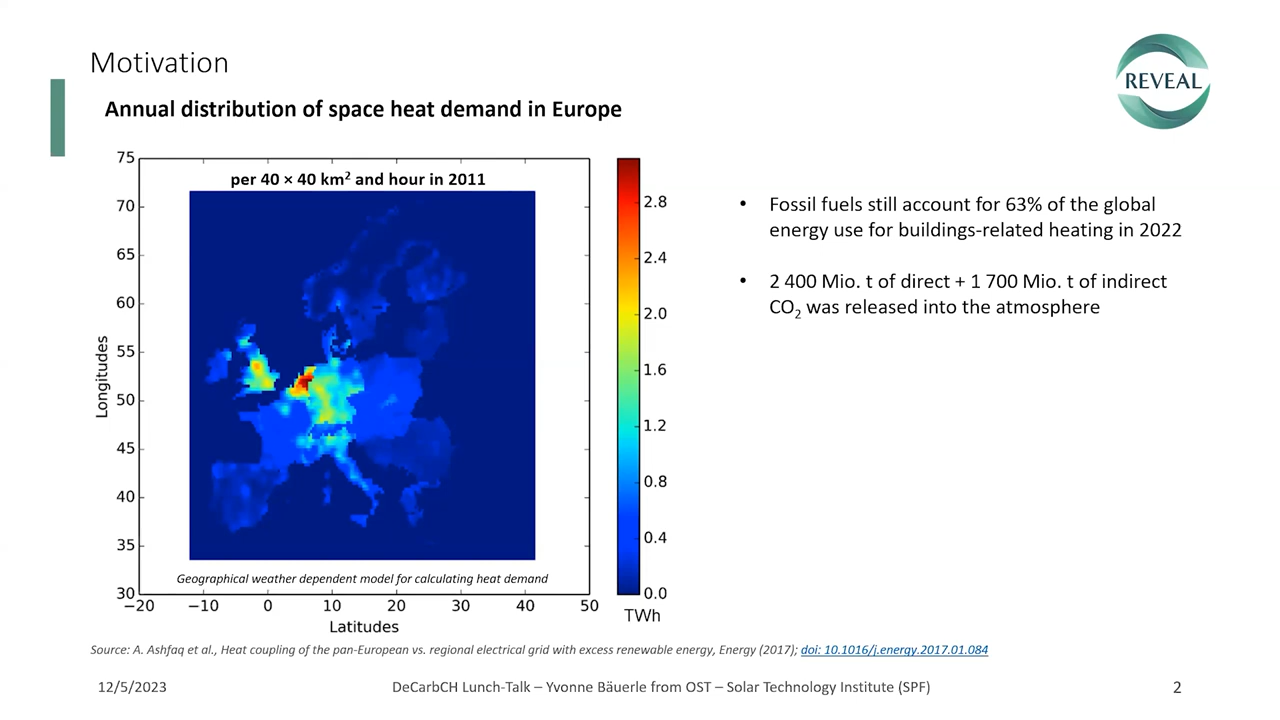 Motivation
REVEAL
Annual distribution of space heat demand in Europe
per 40 × 40 km² and hour in 2011
75
70
65
60
55
50
45
40
35
30
Longitudes
−20
−10
0
10
20
30
40
50
Latitudes
Geographical weather dependent model for calculating heat demand
2.8
2.4
2.0
1.6
1.2
0.8
0.4
0.0
TWh
• Fossil fuels still account for 63% of the global
energy use for buildings-related heating in 2022
• 2 400 Mio. t of direct + 1 700 Mio. t of indirect
CO₂ was released into the atmosphere
Source: A. Ashfaq et al., Heat coupling of the pan-European vs. regional electrical grid with excess renewable energy, Energy (2017); doi: 10.1016/j.energy.2017.01.084
12/5/2023
DeCarbCH Lunch-Talk – Yvonne Bäuerle from OST – Solar Technology Institute (SPF)
2